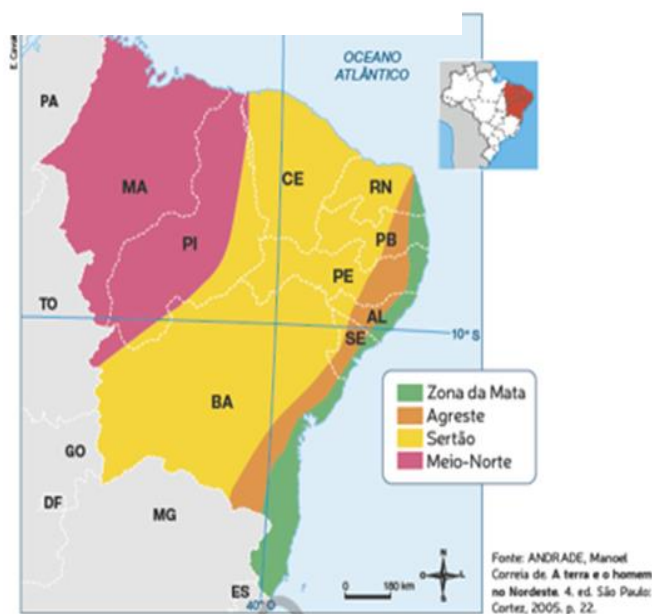 OCEANO
ATLÂNTICO
PA
MA
CE
RN
PI
PB
PE
TO
AL
SE
10° S
BA
Zona da Mata
Agreste
Sertão
Meio-Norte
GO
DF
MG
ES
40° O
N
O
L
S
0 180 km
Fonte: ANDRADE, Manoel
Correia de. A terra e o homem
no Nordeste. 4. ed. São Paulo:
Cortez, 2005. p. 22.